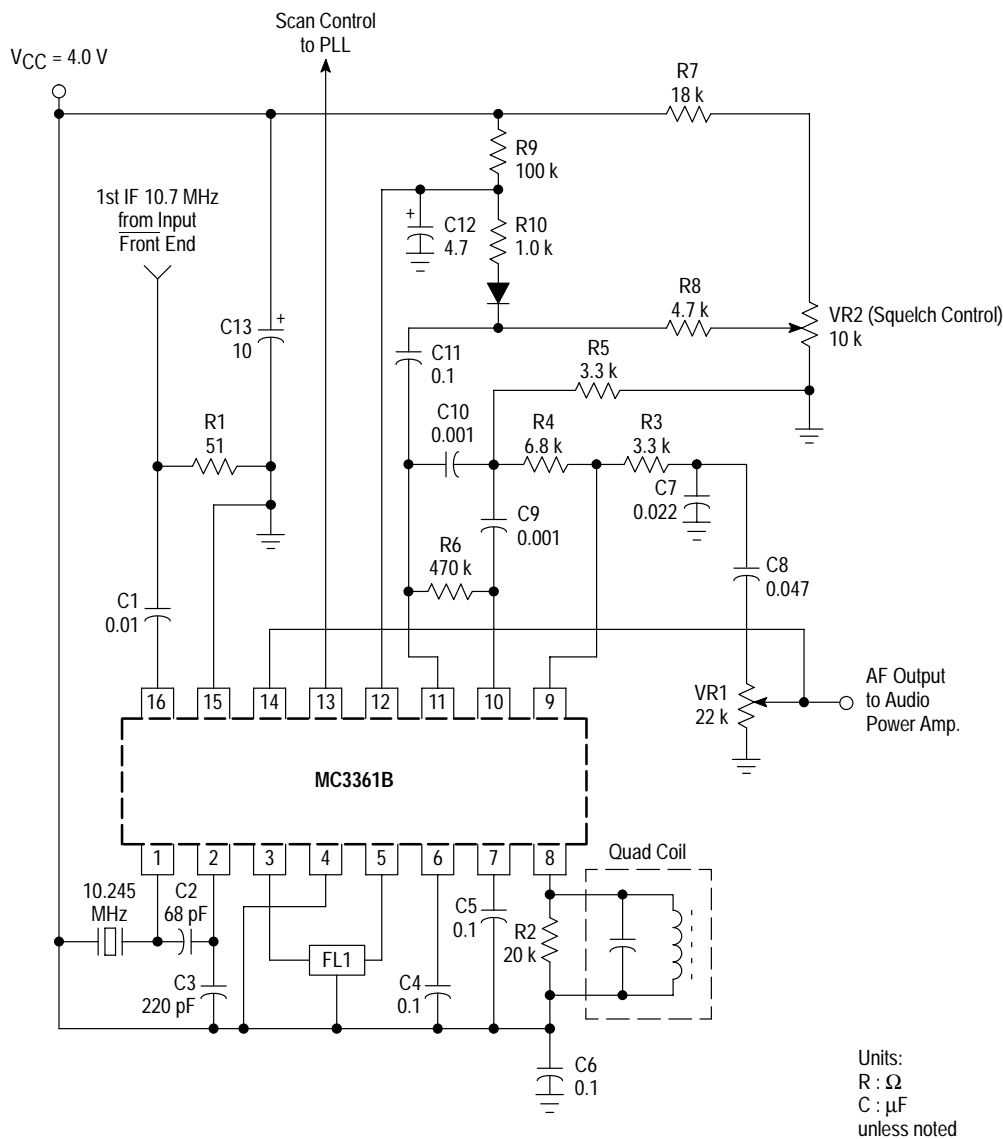 Scan Control
to PLL
VCC = 4.0 V
R7
18 k
R9
100 k
1st IF 10.7 MHz
from Input
Front End
+
C12
4.7
R10
1.0 k
R8
4.7 k
VR2 (Squelch Control)
10 k
C13
10
+
C11
0.1
R5
3.3 k
R1
51
C10
0.001
R4
6.8 k
R3
3.3 k
C7
0.022
C9
0.001
R6
470 k
C8
0.047
C1
0.01
VR1
22 k
AF Output
to Audio
Power Amp.
16 15 14 13 12 11 10 9
MC3361B
1 2 3 4 5 6 7 8
Quad Coil
10.245
MHz
C2
68 pF
C5
0.1
R2
20 k
FL1
C3
220 pF
C4
0.1
C6
0.1
Units:
R : Ω
C : µF
unless noted